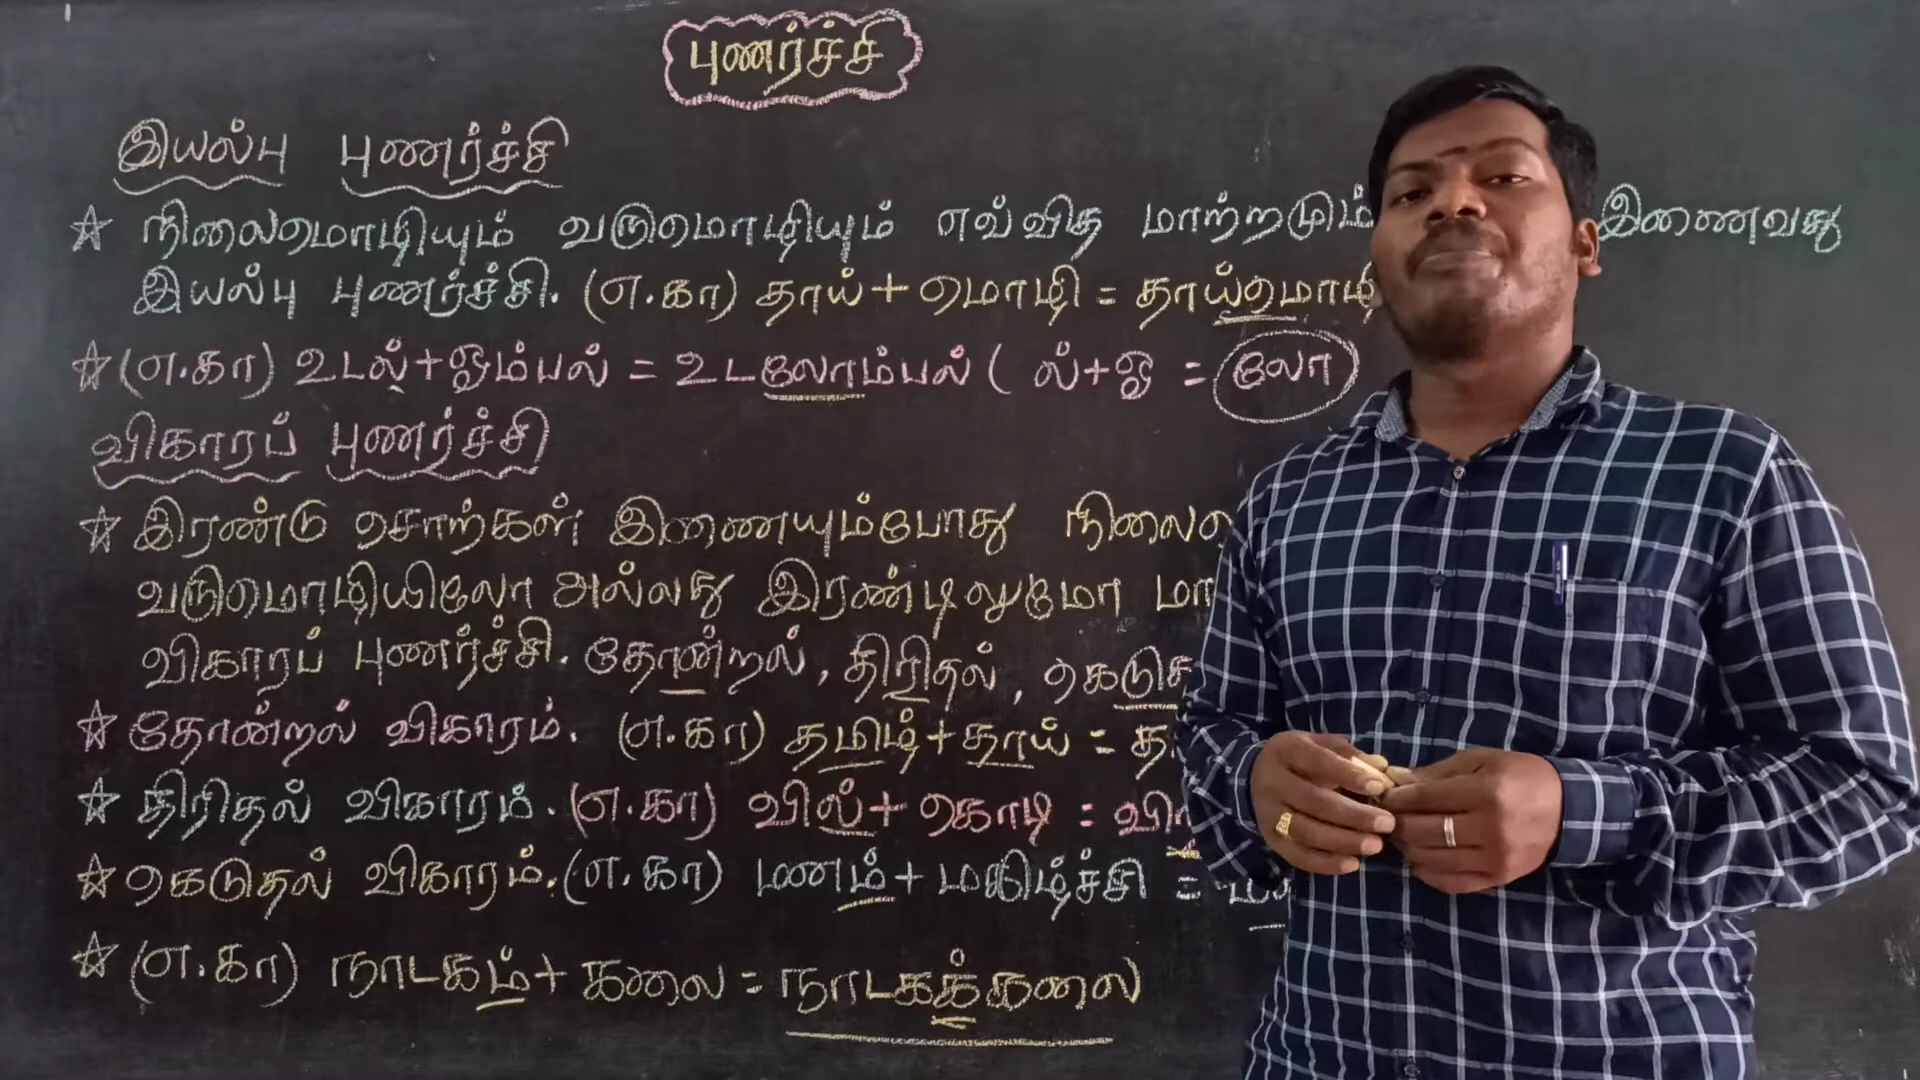 புணர்ச்சி
இயல்பு புணர்ச்சி
☆ நிலைமொழியும் வருமொழியும் எவ்வித மாற்றமும் இணைவது
இயல்பு புணர்ச்சி. (எ.கா) தாய் + மொழி = தாய்மொழி
☆ (எ.கா) உடல்+ஓம்பல் = உடலோம்பல் ( ல்+ஓ = லோ
விகாரப் புணர்ச்சி
☆ இரண்டு சொற்கள் இணையும்போது
வருமொழியிலோ அல்லது இரண்டிலுமோ
விகாரப் புணர்ச்சி. தோன்றல், திரிதல்,
☆ தோன்றல் விகாரம். (எ.கா) தமிழ்+தாய் =
☆ திரிதல் விகாரம். (எ.கா) வில்+ கொடி =
☆ கெடுதல் விகாரம். (எ.கா) மணம்+ மகிழ்ச்சி =
☆ (எ.கா) நாடகம்+ கலை = நாடகக்கலை